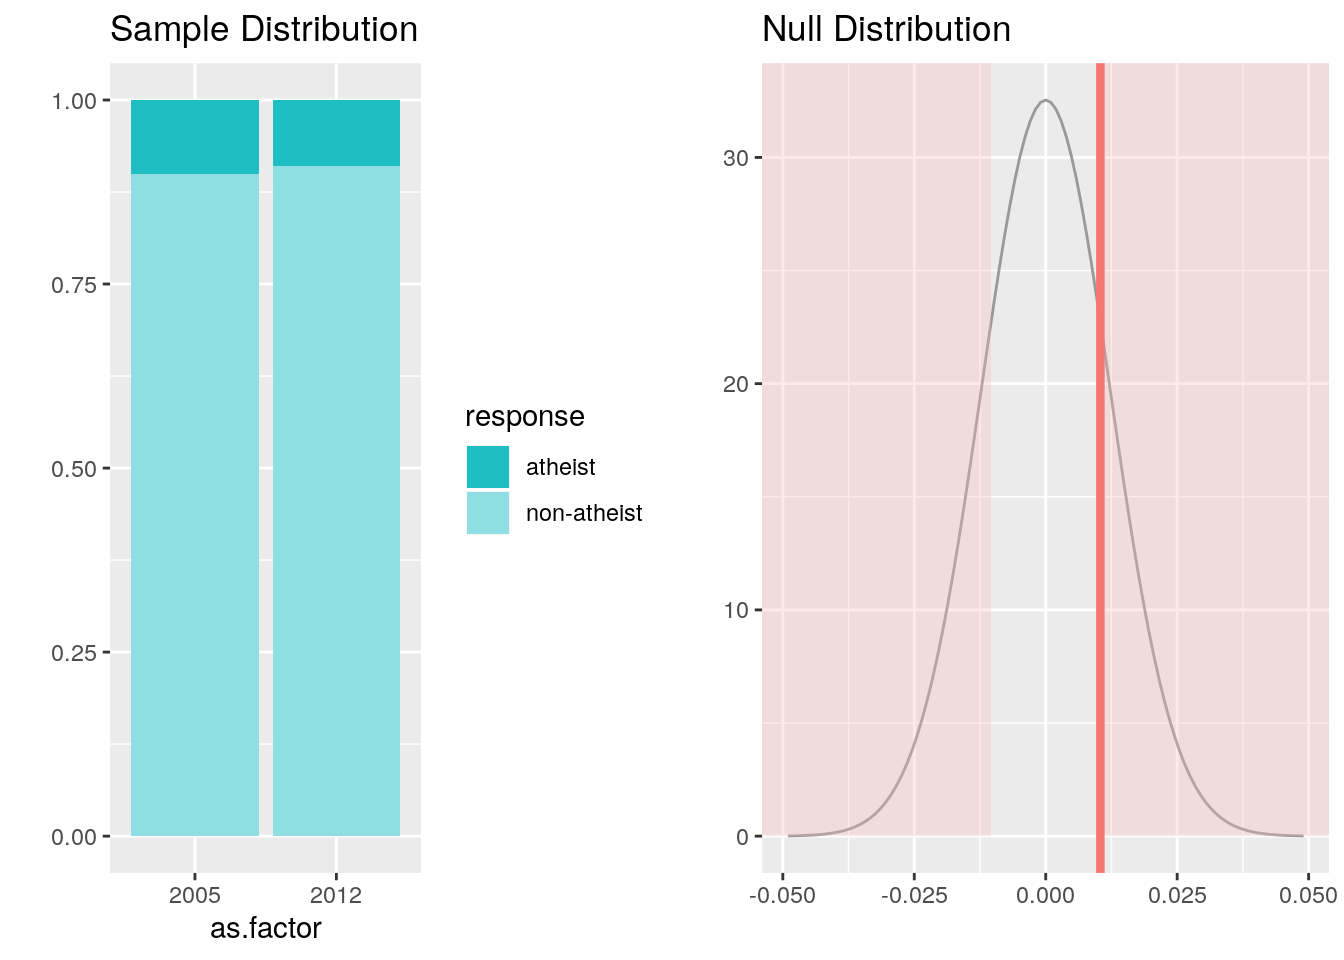 Sample Distribution
1.00
0.75
0.50
0.25
0.00
2005 2012
as.factor
response
atheist
non-atheist
Null Distribution
30
20
10
0
-0.050 -0.025 0.000 0.025 0.050